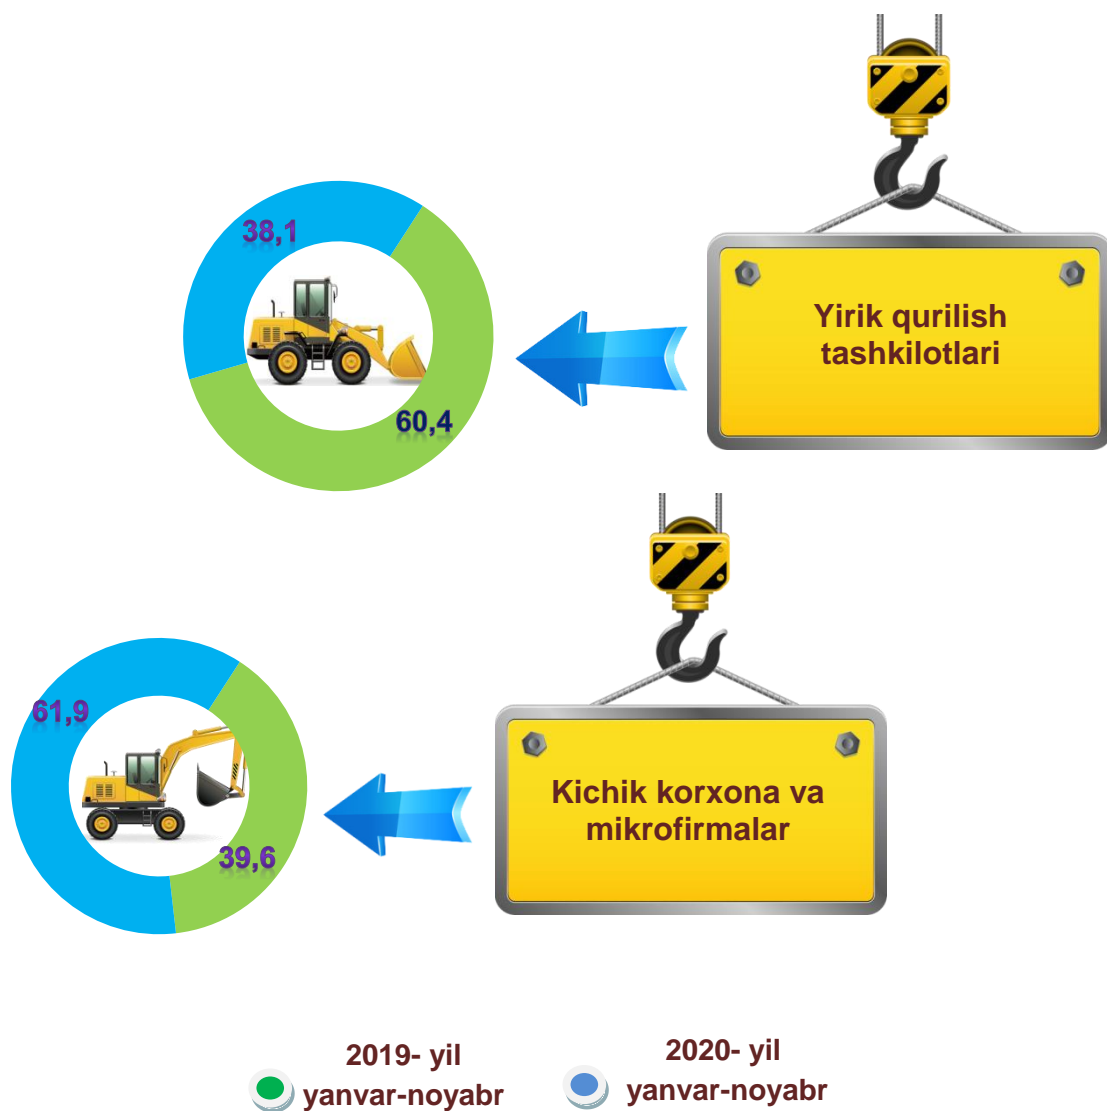 38,1
60,4
Yirik qurilish
tashkilotlari
61,9
39,6
Kichik korxona va
mikrofirmalar
2019- yil
yanvar-noyabr
2020- yil
yanvar-noyabr